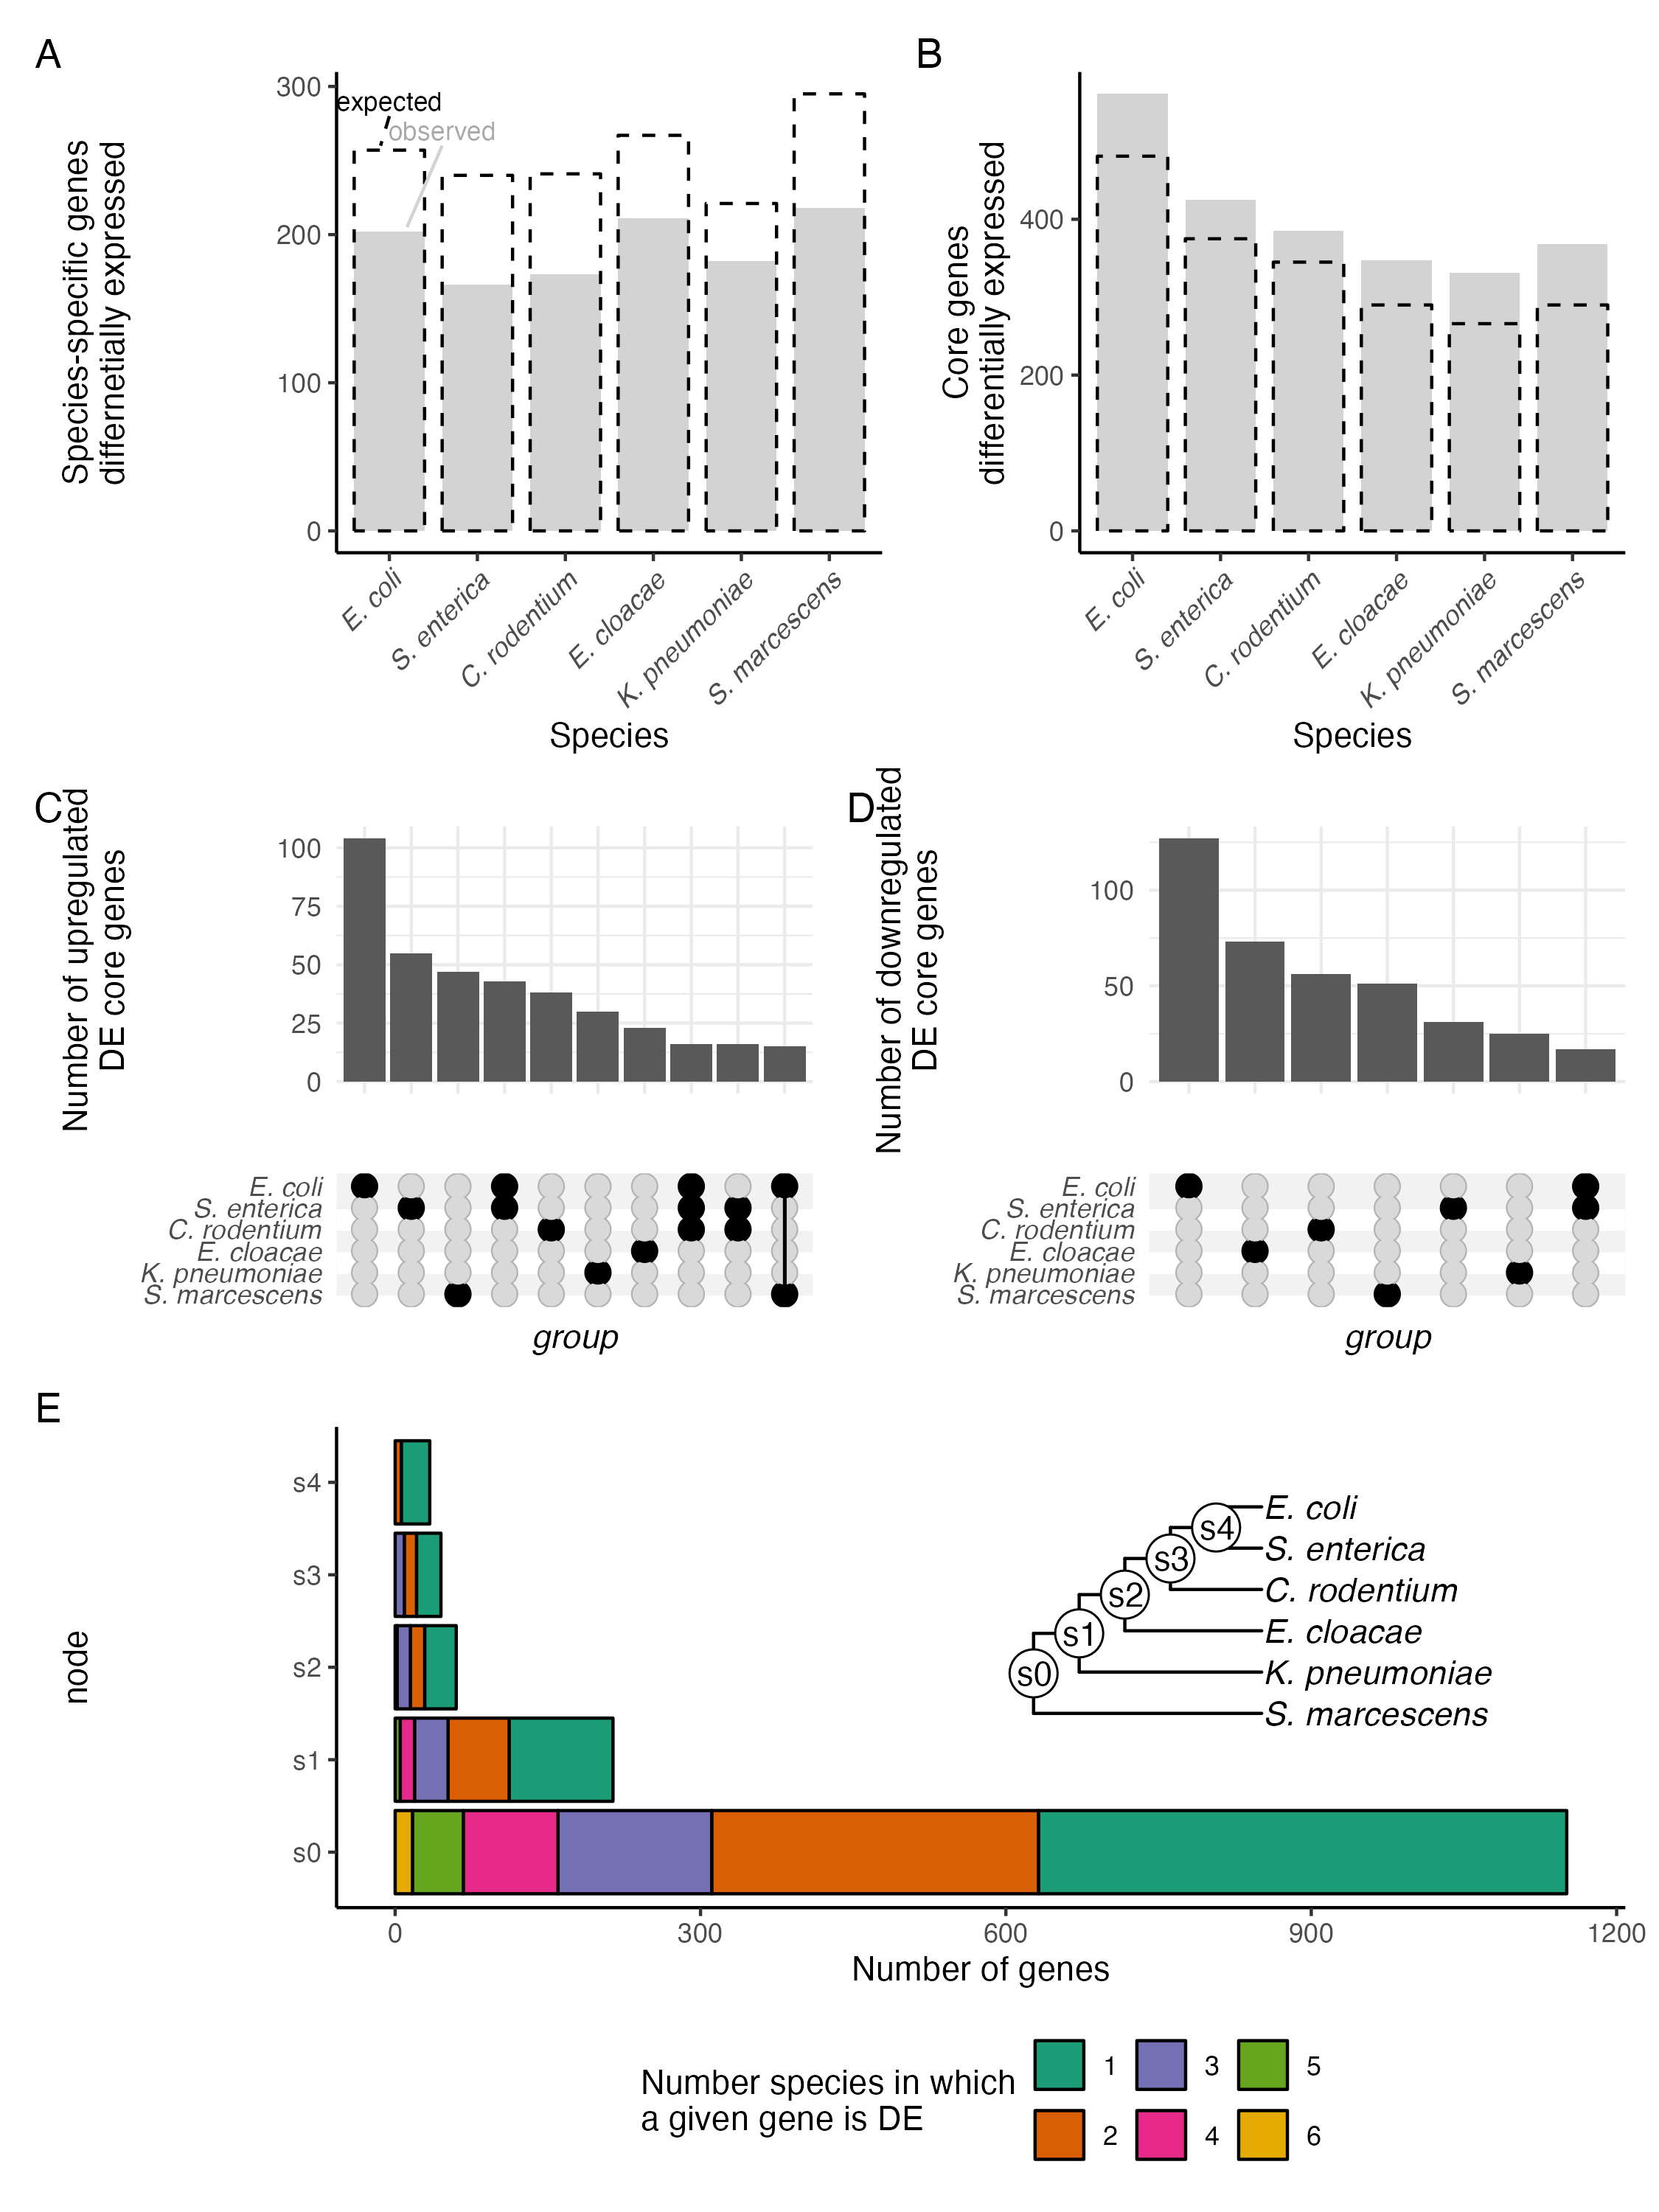 A
Species-specific genes
differnetially expressed
300
200
100
0
expected
observed
E. coli
S. enterica
C. rodentium
E. cloacae
K. pneumoniae
S. marcescens
Species
B
Core genes
differentially expressed
400
200
0
E. coli
S. enterica
C. rodentium
E. cloacae
K. pneumoniae
S. marcescens
Species
C
Number of upregulated
DE core genes
100
75
50
25
0
E. coli
S. enterica
C. rodentium
E. cloacae
K. pneumoniae
S. marcescens
group
D
Number of downregulated
DE core genes
100
50
0
E. coli
S. enterica
C. rodentium
E. cloacae
K. pneumoniae
S. marcescens
group
E
node
s4
s3
s2
s1
s0
s4
s3
s2
s1
s0
E. coli
S. enterica
C. rodentium
E. cloacae
K. pneumoniae
S. marcescens
0
300
600
900
1200
Number of genes
Number species in which
a given gene is DE
1
3
5
2
4
6